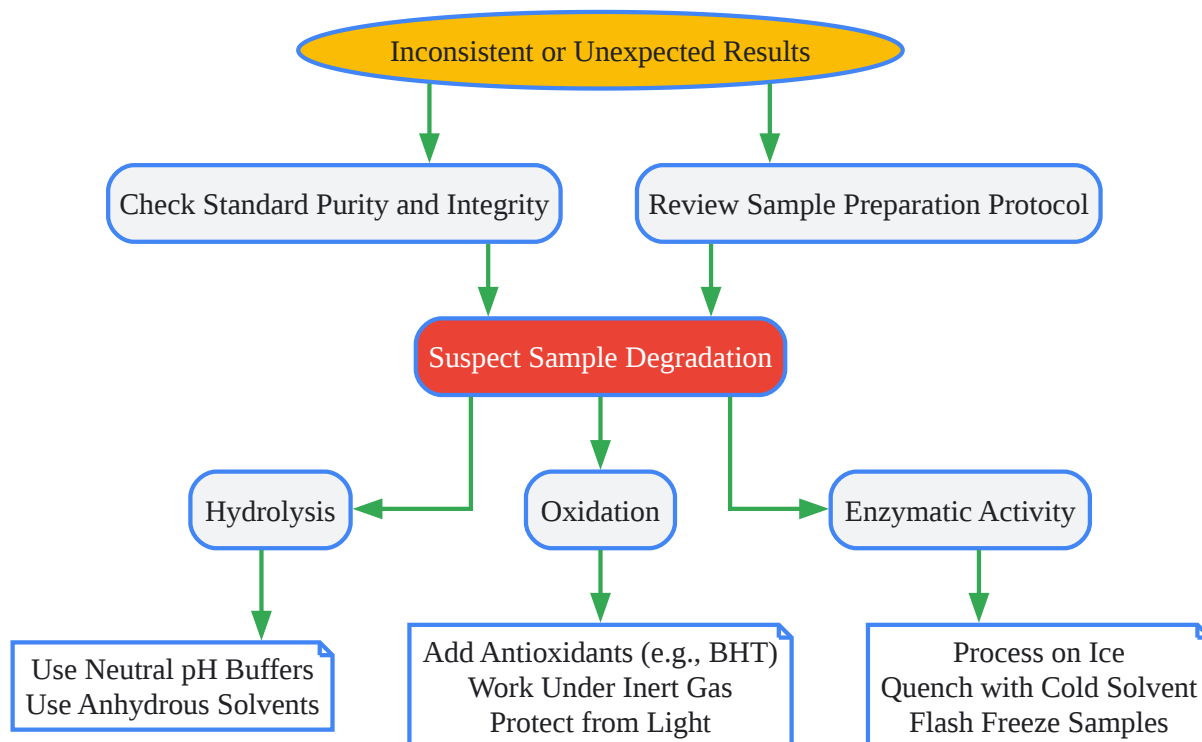 Inconsistent or Unexpected Results
Check Standard Purity and Integrity
Review Sample Preparation Protocol
Suspect Sample Degradation
Hydrolysis
Oxidation
Enzymatic Activity
Use Neutral pH Buffers
Use Anhydrous Solvents
Add Antioxidants (e.g., BHT)
Work Under Inert Gas
Protect from Light
Process on Ice
Quench with Cold Solvent
Flash Freeze Samples